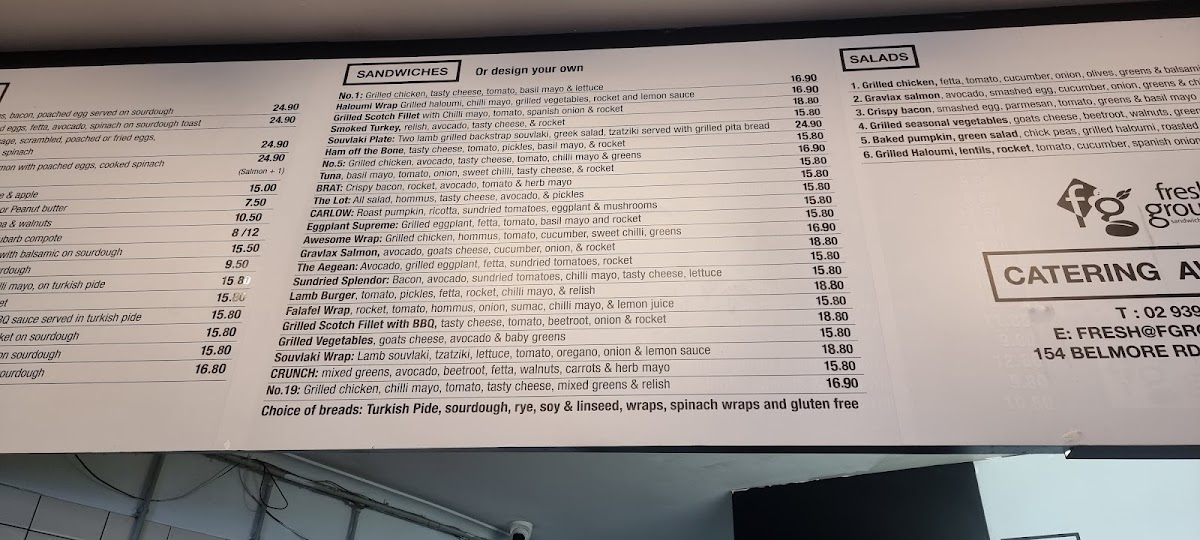 s, bacon, poached egg served on sourdough 24.90
d eggs, fetta, avocado, spinach on sourdough toast 24.90
sage, scrambled, poached or fried eggs,
spinach 24.90
mon with poached eggs, cooked spinach 24.90
(Salmon + 1)
e & apple 15.00
or Peanut butter 7.50
na & walnuts 10.50
ubarb compote 8 /12
with balsamic on sourdough 15.50
rdough 9.50
lli mayo, on turkish pide 15.80
et 15.80
BQ sauce served in turkish pide 15.80
ket on sourdough 15.80
on sourdough 15.80
ourdough 16.80
SANDWICHES Or design your own
No.1: Grilled chicken, tasty cheese, tomato, basil mayo & lettuce 16.90
Haloumi Wrap Grilled haloumi, chilli mayo, grilled vegetables, rocket and lemon sauce 16.90
Grilled Scotch Fillet with Chilli mayo, tomato, spanish onion & rocket 18.80
Smoked Turkey, relish, avocado, tasty cheese, & rocket 15.80
Souvlaki Plate: Two lamb grilled backstrap souvlaki, greek salad, tzatziki served with grilled pita bread 24.90
Ham off the Bone, tasty cheese, tomato, pickles, basil mayo, & rocket 15.80
No.5: Grilled chicken, avocado, tasty cheese, tomato, chilli mayo & greens 16.90
Tuna, basil mayo, tomato, onion, sweet chilli, tasty cheese, & rocket 15.80
BRAT: Crispy bacon, rocket, avocado, tomato & herb mayo 15.80
The Lot: All salad, hommus, tasty cheese, avocado, & pickles 15.80
CARLOW: Roast pumpkin, ricotta, sundried tomatoes, eggplant & mushrooms 15.80
Eggplant Supreme: Grilled eggplant, fetta, tomato, basil mayo and rocket 15.80
Awesome Wrap: Grilled chicken, hommus, tomato, cucumber, sweet chilli, greens 16.90
Gravlax Salmon, avocado, goats cheese, cucumber, onion, & rocket 18.80
The Aegean: Avocado, grilled eggplant, fetta, sundried tomatoes, rocket 15.80
Sundried Splendor: Bacon, avocado, sundried tomatoes, chilli mayo, tasty cheese, lettuce 15.80
Lamb Burger, tomato, pickles, fetta, rocket, chilli mayo, & relish 18.80
Falafel Wrap, rocket, tomato, hommus, onion, sumac, chilli mayo, & lemon juice 15.80
Grilled Scotch Fillet with BBQ, tasty cheese, tomato, beetroot, onion & rocket 18.80
Grilled Vegetables, goats cheese, avocado & baby greens 15.80
Souvlaki Wrap: Lamb souvlaki, tzatziki, lettuce, tomato, oregano, onion & lemon sauce 18.80
CRUNCH: mixed greens, avocado, beetroot, fetta, walnuts, carrots & herb mayo 15.80
No.19: Grilled chicken, chilli mayo, tomato, tasty cheese, mixed greens & relish 16.90
Choice of breads: Turkish Pide, sourdough, rye, soy & linseed, wraps, spinach wraps and gluten free
SALADS
1. Grilled chicken, fetta, tomato, cucumber, onion, olives, greens & balsami
2. Gravlax salmon, avocado, smashed egg, cucumber, onion, greens & ch
3. Crispy bacon, smashed egg, parmesan, tomato, greens & basil mayo
4. Grilled seasonal vegetables, goats cheese, beetroot, walnuts, green
5. Baked pumpkin, green salad, chick peas, grilled haloumi, roasted
6. Grilled Haloumi, lentils, rocket, tomato, cucumber, spanish onion
fg
fresh
grou
sandwich
CATERING AV
T : 02 939
E: FRESH@FGRO
154 BELMORE RD